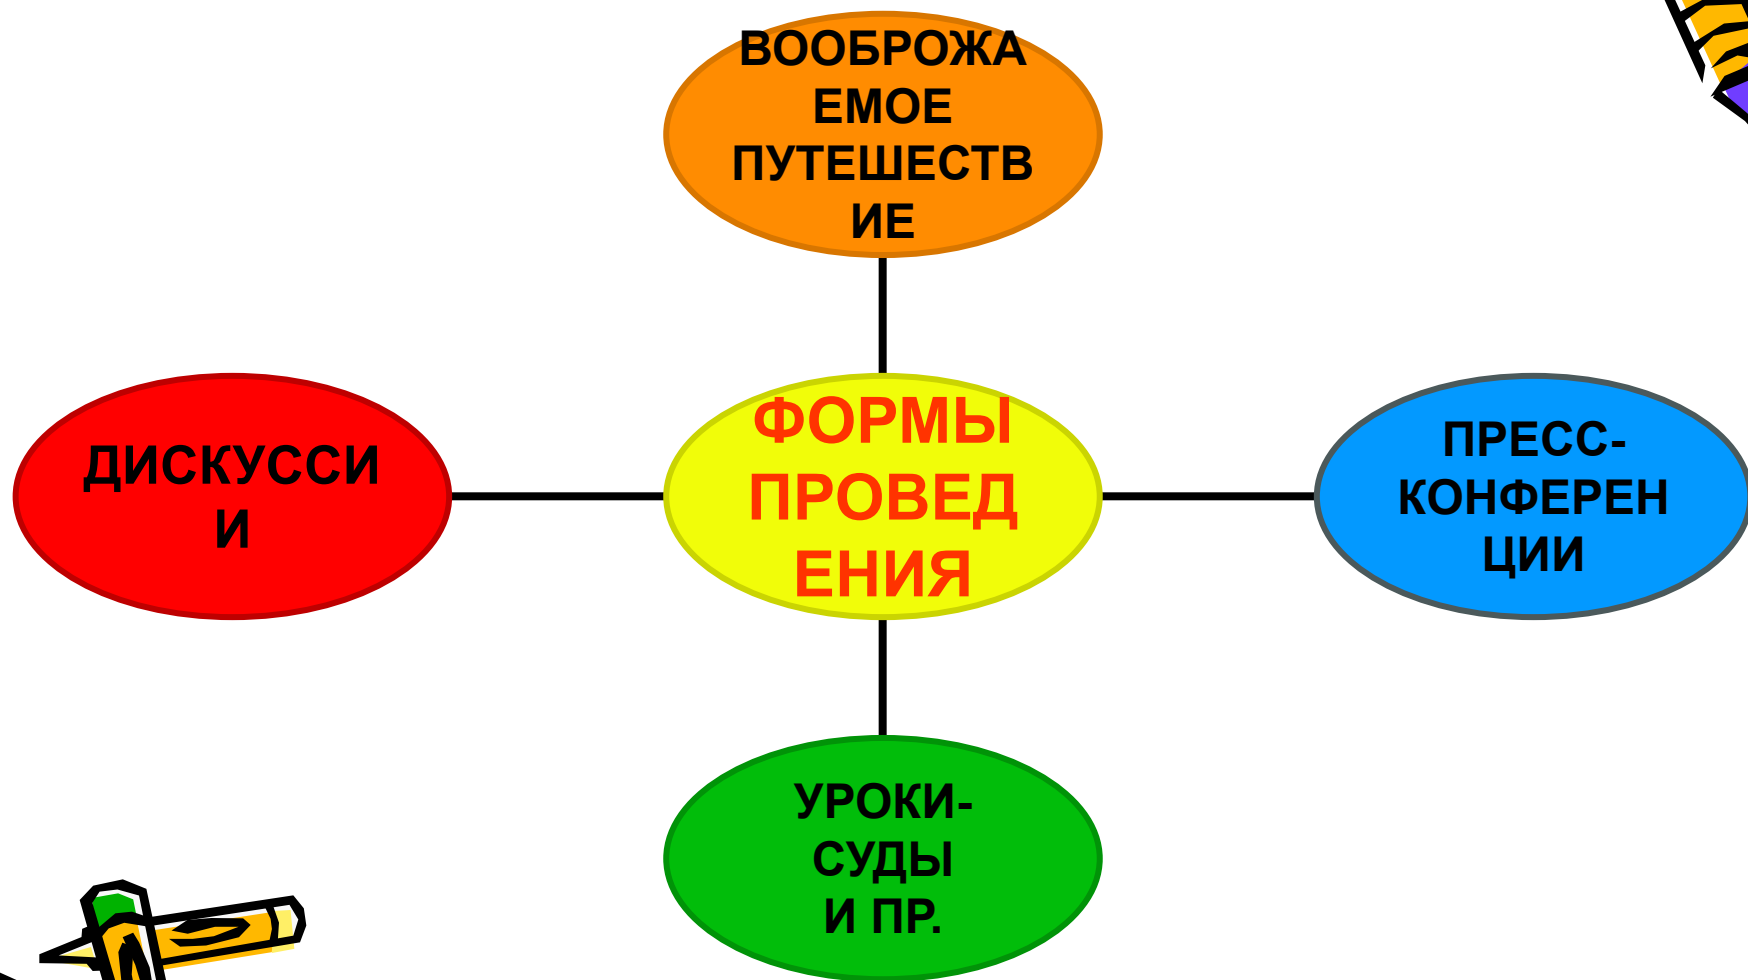 ВООБРОЖА
ЕМОЕ
ПУТЕШЕСТВ
ИЕ
ДИСКУССИ
И
ФОРМЫ
ПРОВЕД
ЕНИЯ
ПРЕСС-
КОНФЕРЕН
ЦИИ
УРОКИ-
СУДЫ
И ПР.